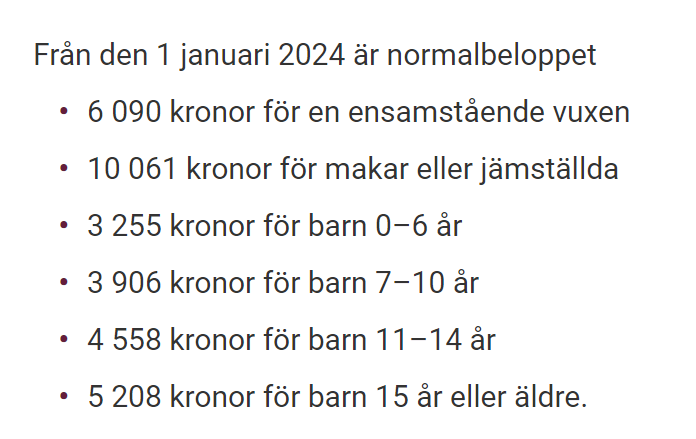 Från den 1 januari 2024 är normalbeloppet
• 6 090 kronor för en ensamstående vuxen
• 10 061 kronor för makar eller jämställda
• 3 255 kronor för barn 0–6 år
• 3 906 kronor för barn 7–10 år
• 4 558 kronor för barn 11–14 år
• 5 208 kronor för barn 15 år eller äldre.